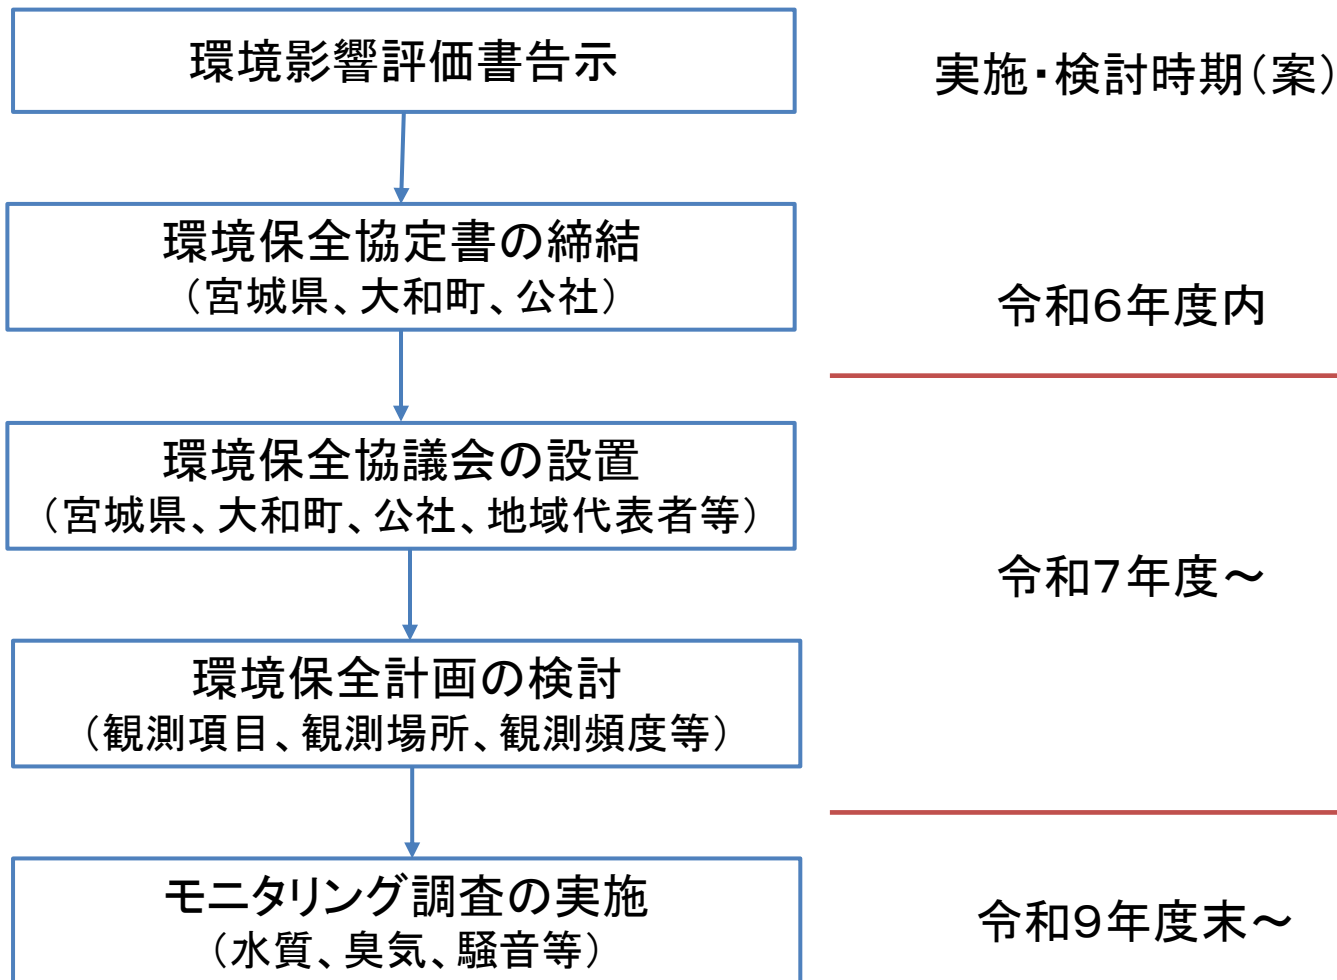 環境影響評価書告示
実施・検討時期（案）
環境保全協定書の締結
（宮城県、大和町、公社）
令和６年度内
環境保全協議会の設置
（宮城県、大和町、公社、地域代表者等）
令和７年度～
環境保全計画の検討
（観測項目、観測場所、観測頻度等）
モニタリング調査の実施
（水質、臭気、騒音等）
令和９年度末～